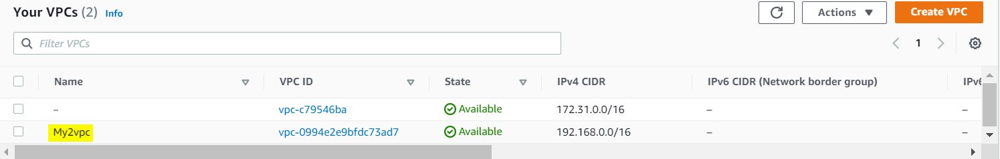 Your VPCs (2) Info Actions ▼ Create VPC
Filter VPCs 1
Name VPC ID State IPv4 CIDR IPv6 CIDR (Network border group) IPv6
– vpc-c79546ba Available 172.31.0.0/16 – –
My2vpc vpc-0994e2e9bfdc73ad7 Available 192.168.0.0/16 – –